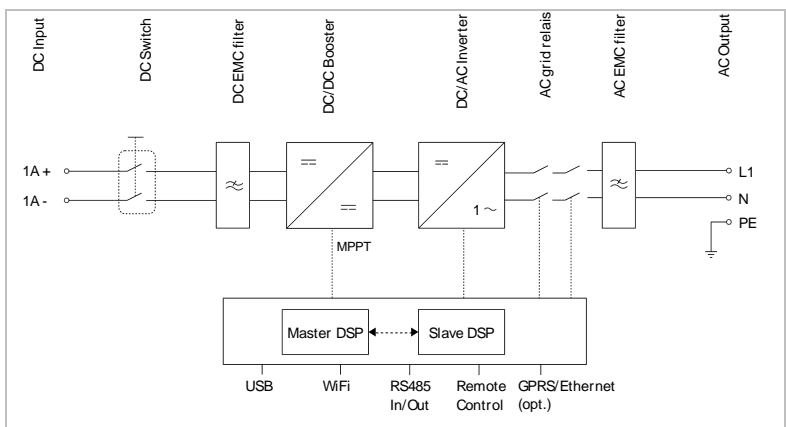 DC Input
DC Switch
DC EMC filter
DC/DC Booster
DC/AC Inverter
AC grid relais
AC EMC filter
AC Output
1A +
1A -
1
L1
N
PE
MPPT
Master DSP
Slave DSP
USB
WiFi
RS485
In/Out
Remote
Control
GPRS/Ethernet
(opt.)